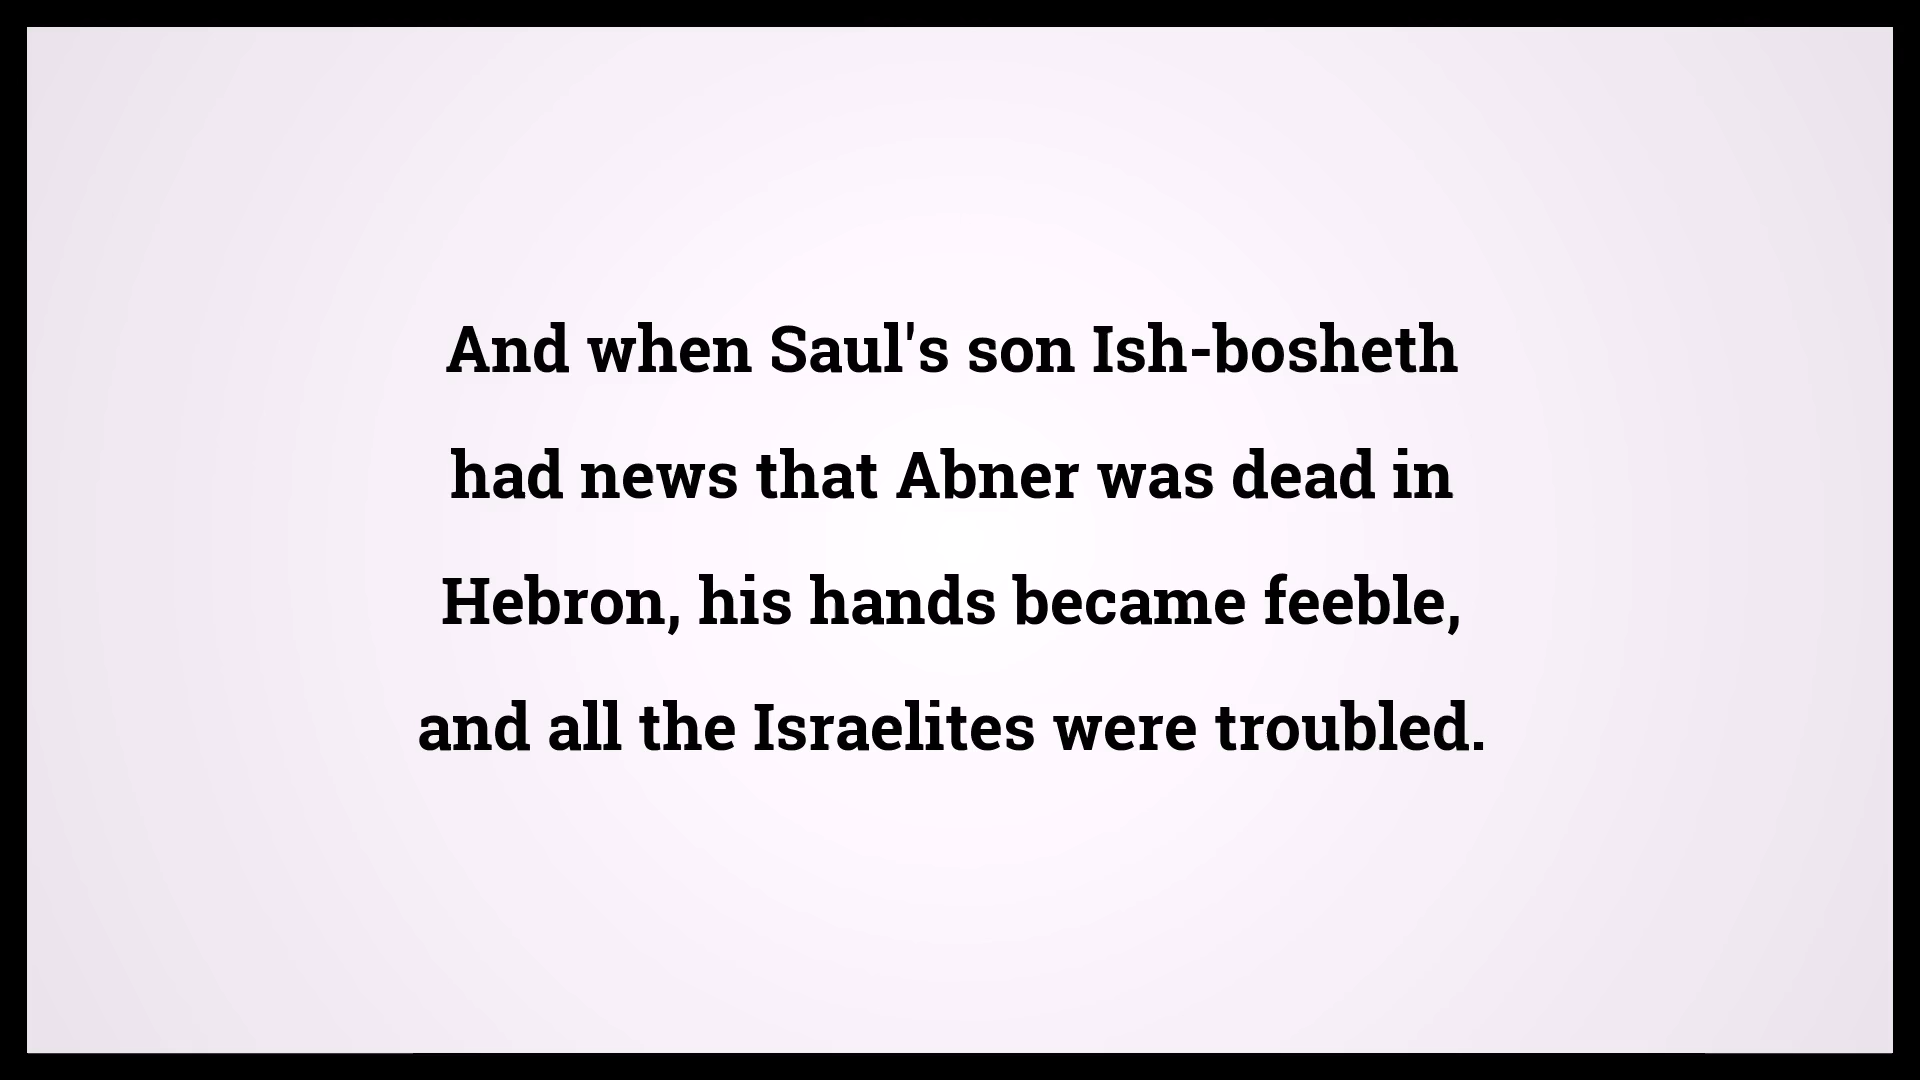 And when Saul's son Ish-bosheth
had news that Abner was dead in
Hebron, his hands became feeble,
and all the Israelites were troubled.